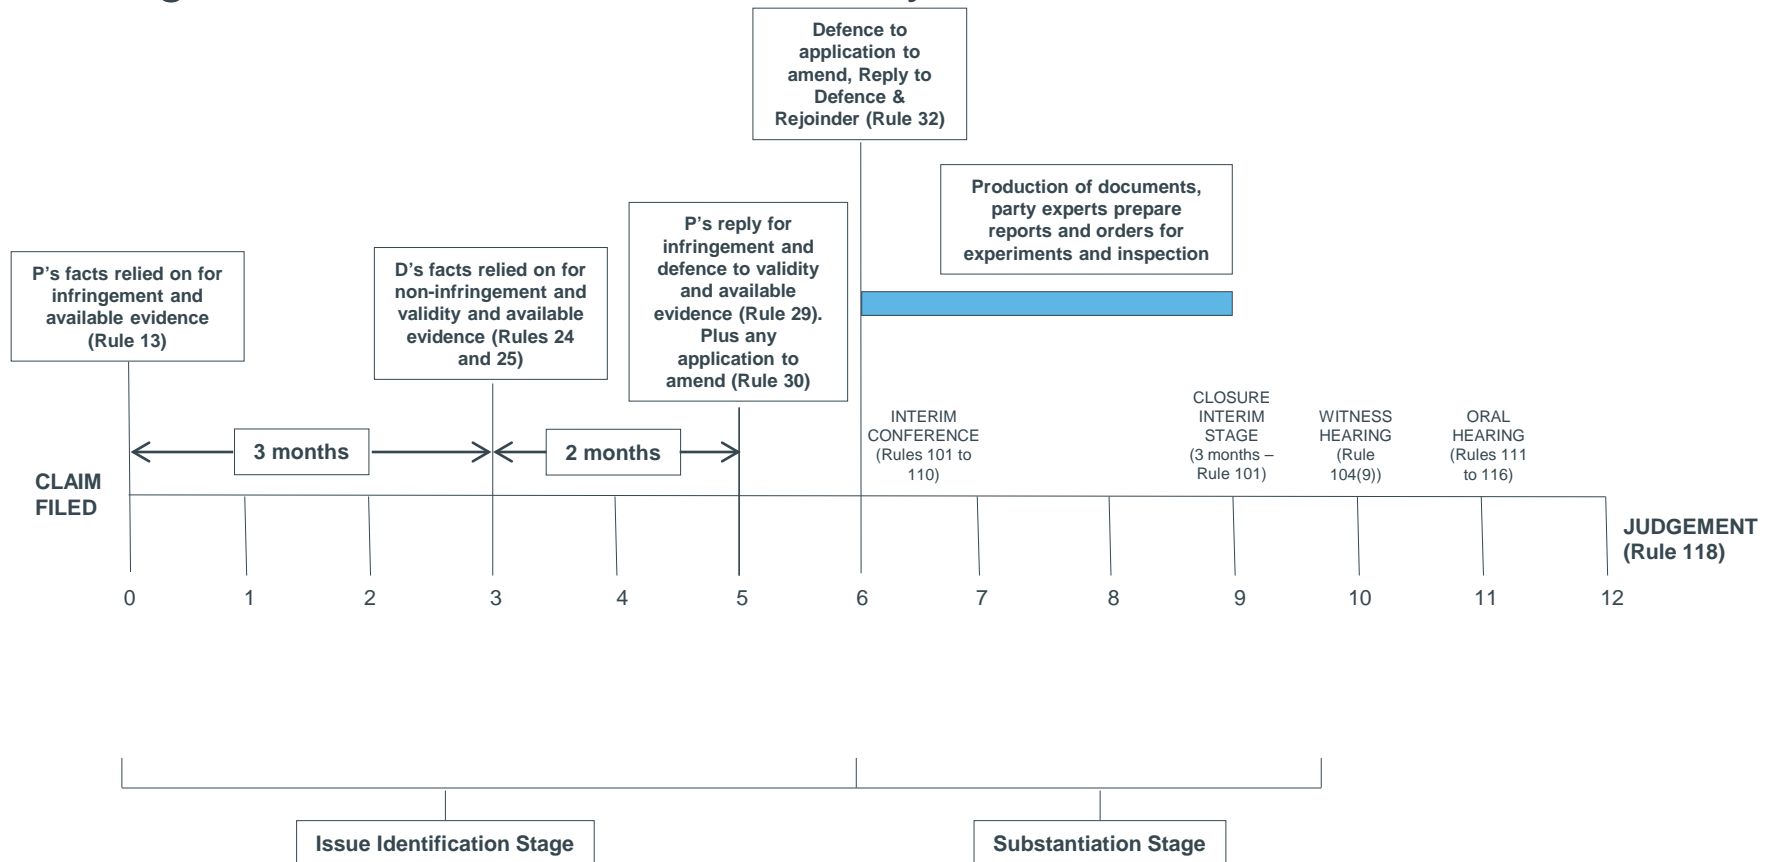 Defence to
application to
amend, Reply to
Defence &
Rejoinder (Rule 32)
Production of documents,
party experts prepare
reports and orders for
experiments and inspection
P's reply for
infringement and
defence to validity
and available
evidence (Rule 29).
Plus any
application to
amend (Rule 30)
D's facts relied on for
non-infringement and
validity and available
evidence (Rules 24
and 25)
P's facts relied on for
infringement and
available evidence
(Rule 13)
3 months
2 months
INTERIM
CONFERENCE
(Rules 101 to
110)
CLOSURE
INTERIM
STAGE
(3 months –
Rule 101)
WITNESS
HEARING
(Rule
104(9))
ORAL
HEARING
(Rules 111
to 116)
CLAIM
FILED
JUDGEMENT
(Rule 118)
0 1 2 3 4 5 6 7 8 9 10 11 12
Issue Identification Stage
Substantiation Stage